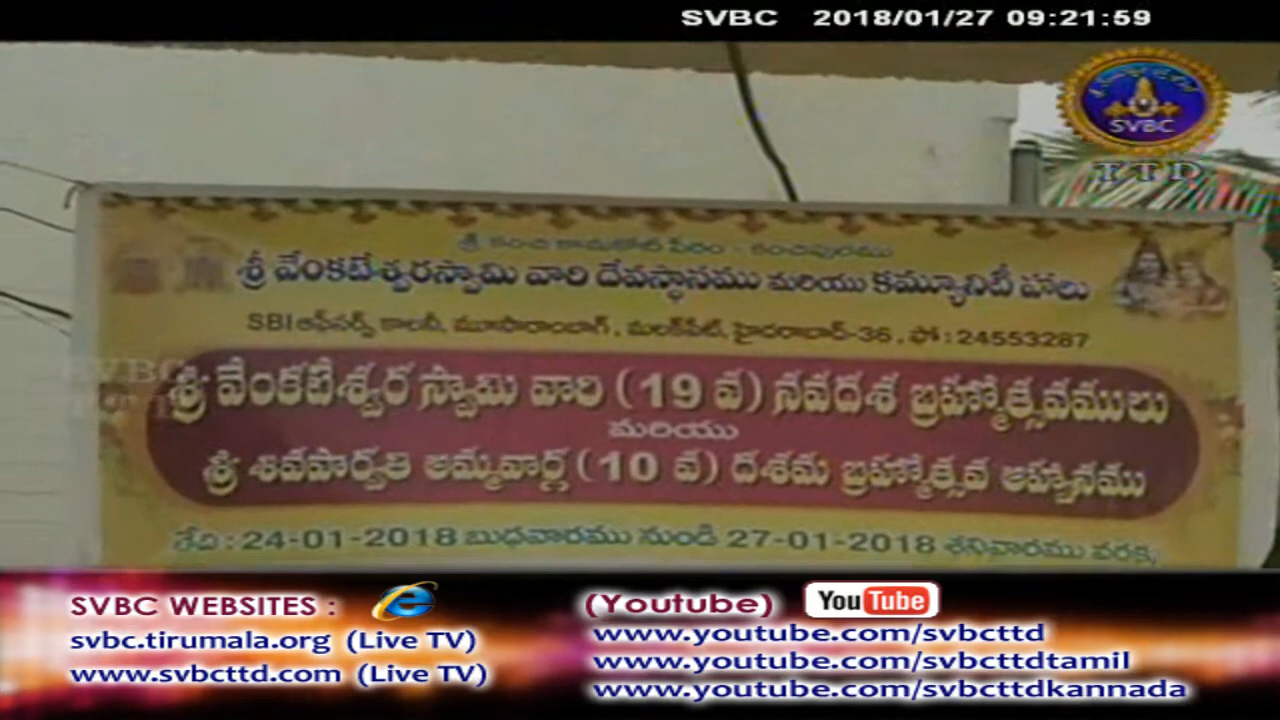 SVBC 2018/01/27 09:21:59
SVBC
TTD
శ్రీ కంచి కామకోటి పీఠం - కంచిపురము
శ్రీ వేంకటేశ్వరస్వామి వారి దేవస్థానము మరియు కమ్యూనిటీ హాలు
SBI ఆఫీసర్స్ కాలనీ, మూసారాంబాగ్, మలక్‌పేట్, హైదరాబాద్-36, ఫో : 24553287
SVBC
శ్రీ వేంకటేశ్వర స్వామి వారి (19 వ) నవదశ బ్రహ్మోత్సవములు
మరియు
శ్రీ శివపార్వతి అమ్మవార్ల (10 వ) దశమ బ్రహ్మోత్సవ ఆహ్వానము
తేది : 24-01-2018 బుధవారము నుండి 27-01-2018 శనివారము వరకు
SVBC WEBSITES :
svbc.tirumala.org (Live TV)
www.svbcttd.com (Live TV)
(Youtube) YouTube
www.youtube.com/svbcttd
www.youtube.com/svbcttdtamil
www.youtube.com/svbcttdkannada